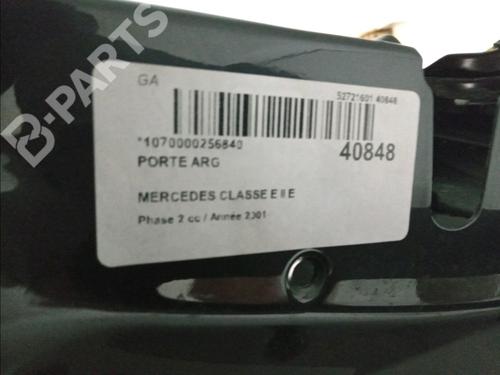 B-PARTS
GA
52721601 40848
*1070000256840
40848
PORTE ARG
MERCEDES CLASSE E II E
Phase 2 cc / Année 2001